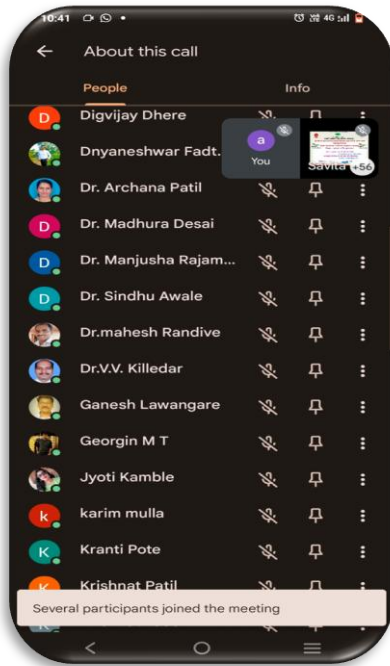 10:41 4G
About this call
People Info
D Digvijay Dhere
a
You
Savita +56
Dnyaneshwar Fadt...
Dr. Archana Patil
D Dr. Madhura Desai
D Dr. Manjusha Rajam...
D Dr. Sindhu Awale
Dr.mahesh Randive
Dr.V.V. Killedar
Ganesh Lawangare
Georgin M T
Jyoti Kamble
k karim mulla
K Kranti Pote
K Krishnat Patil
Several participants joined the meeting